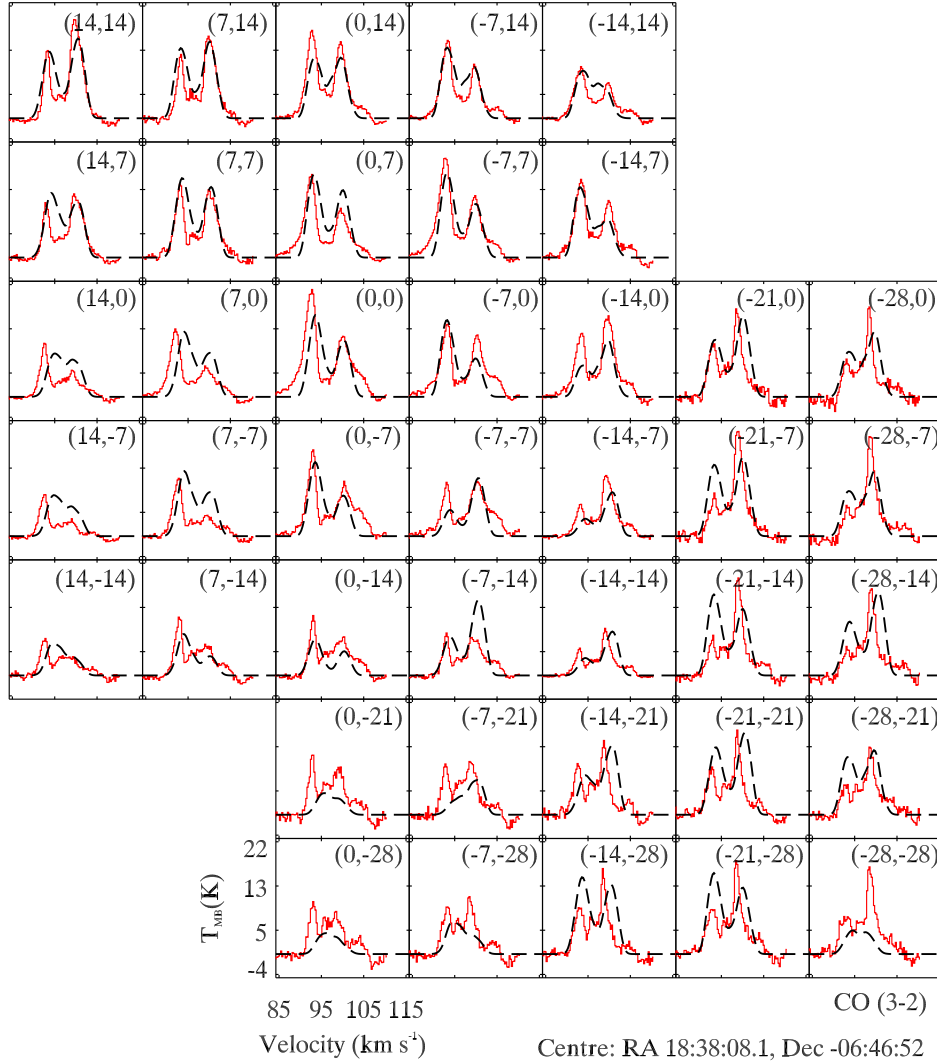 (14,14) (7,14) (0,14) (-7,14) (-14,14)
(14,7) (7,7) (0,7) (-7,7) (-14,7)
(14,0) (7,0) (0,0) (-7,0) (-14,0) (-21,0) (-28,0)
(14,-7) (7,-7) (0,-7) (-7,-7) (-14,-7) (-21,-7) (-28,-7)
(14,-14) (7,-14) (0,-14) (-7,-14) (-14,-14) (-21,-14) (-28,-14)
(0,-21) (-7,-21) (-14,-21) (-21,-21) (-28,-21)
(0,-28) (-7,-28) (-14,-28) (-21,-28) (-28,-28)
22
13
5
-4
T_MB (K)
85 95 105 115
Velocity (km s⁻¹)
CO (3-2)
Centre: RA 18:38:08.1, Dec -06:46:52